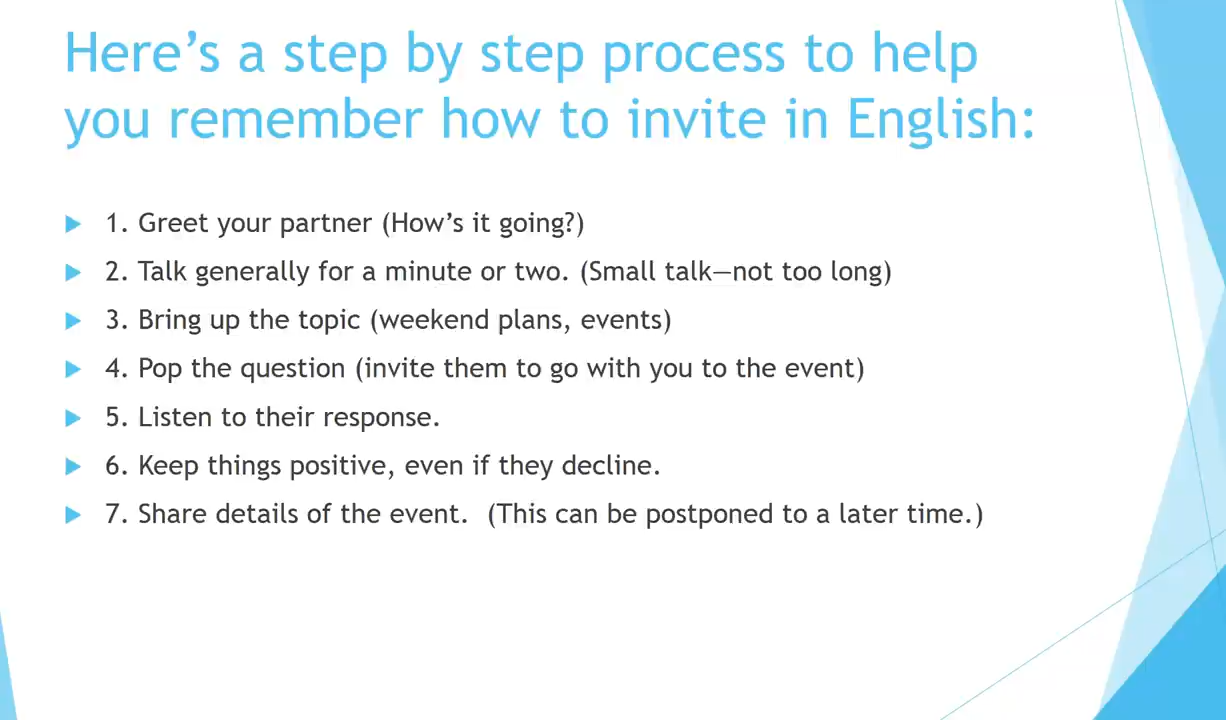 Here’s a step by step process to help
you remember how to invite in English:
1. Greet your partner (How’s it going?)
2. Talk generally for a minute or two. (Small talk—not too long)
3. Bring up the topic (weekend plans, events)
4. Pop the question (invite them to go with you to the event)
5. Listen to their response.
6. Keep things positive, even if they decline.
7. Share details of the event.  (This can be postponed to a later time.)